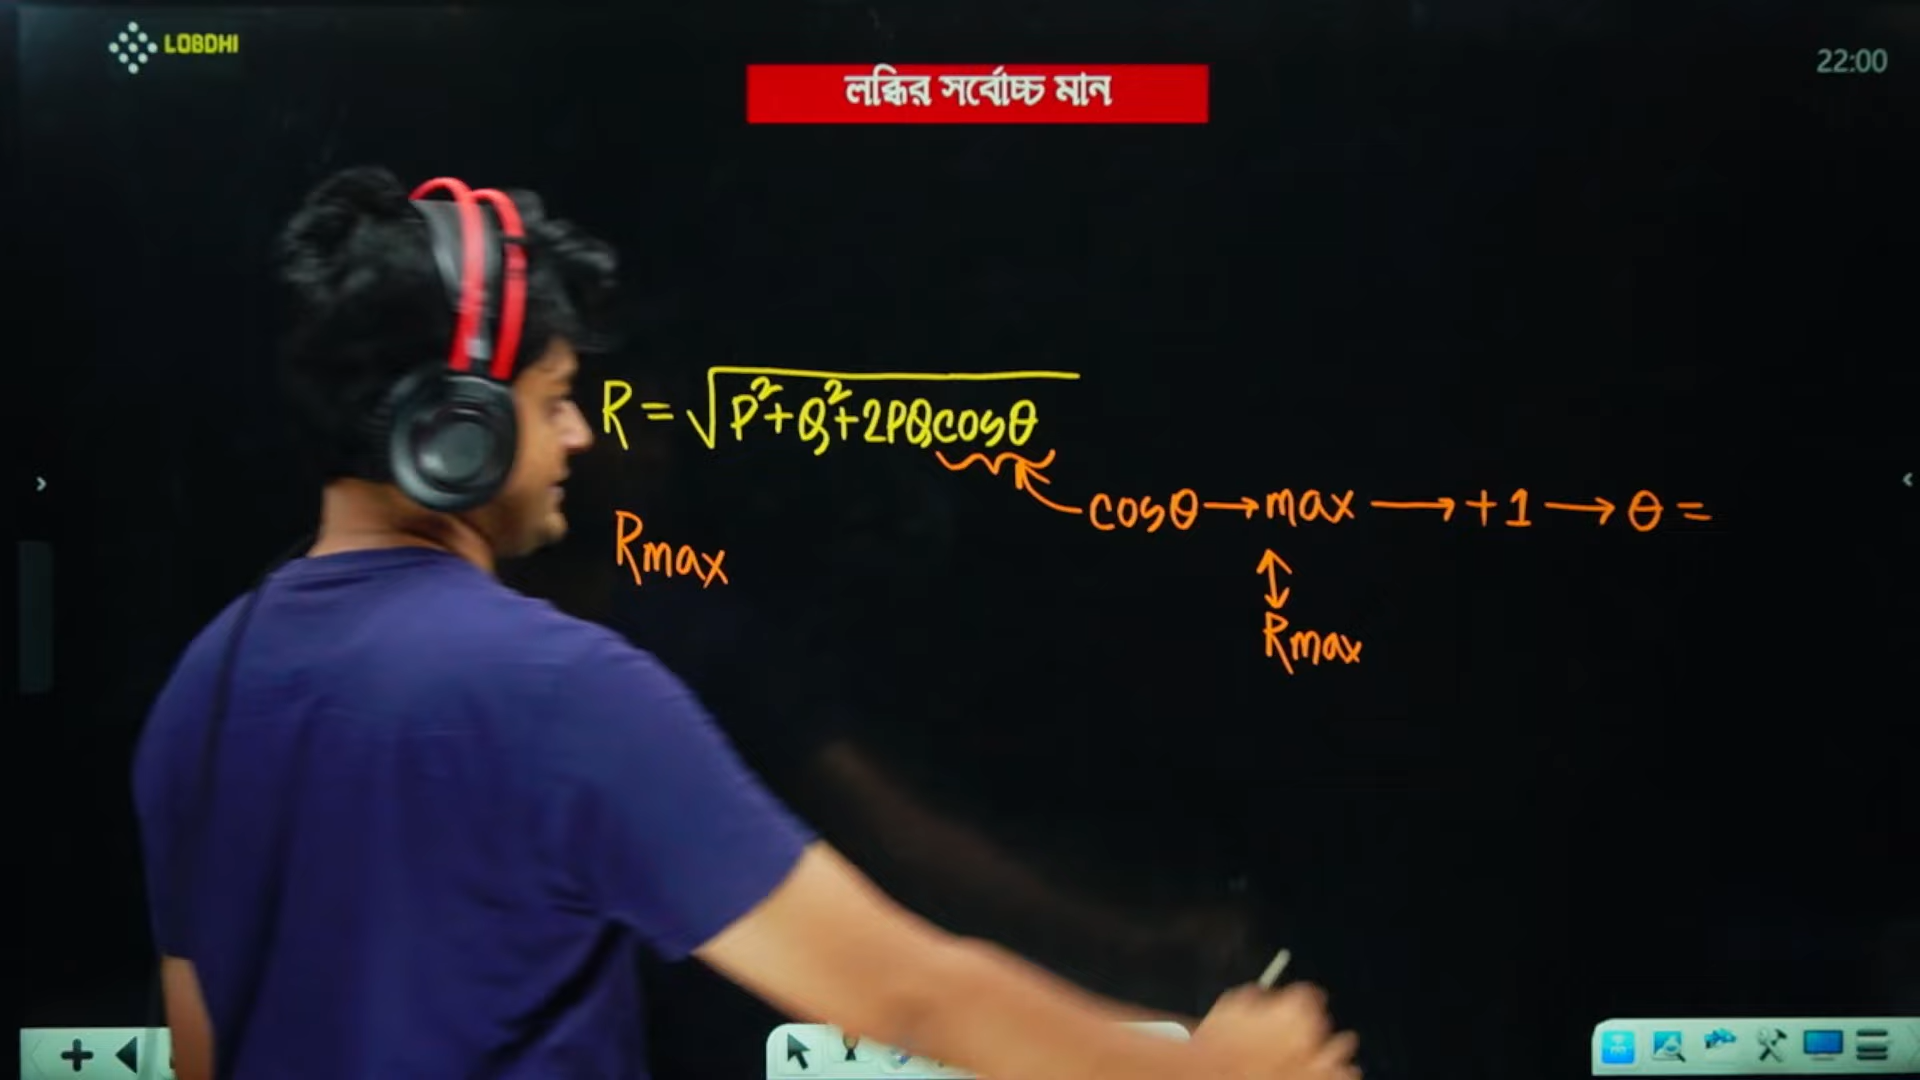 LOBDHI
22:00
লব্ধির সর্বোচ্চ মান
R = √P²+Q²+2PQcosθ
cosθ → max → +1 → θ =
Rmax
Rmax